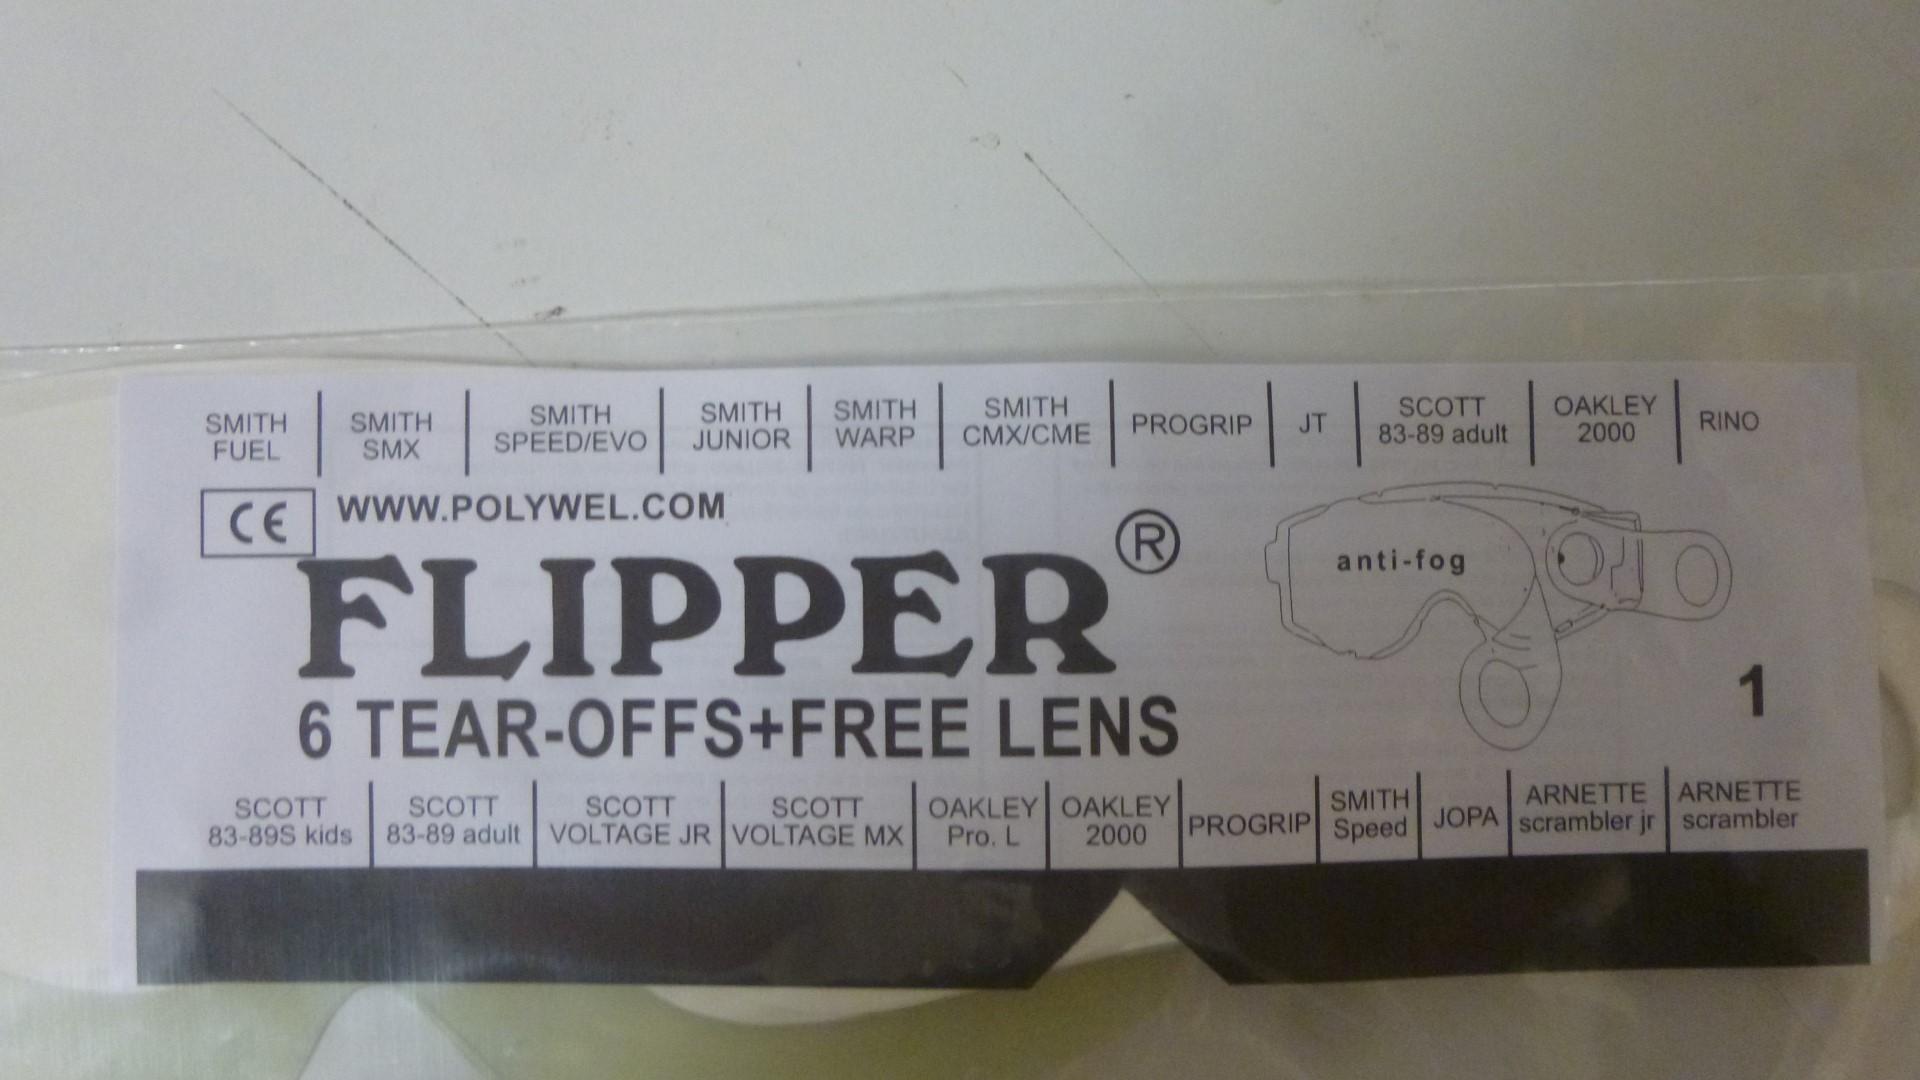 SMITH FUEL
SMITH SMX
SMITH SPEED/EVO
SMITH JUNIOR
SMITH WARP
SMITH CMX/CME
PROGRIP
JT
SCOTT 83-89 adult
OAKLEY 2000
RINO
CE
WWW.POLYWEL.COM
FLIPPER®
anti-fog
6 TEAR-OFFS+FREE LENS
1
SCOTT 83-89S kids
SCOTT 83-89 adult
SCOTT VOLTAGE JR
SCOTT VOLTAGE MX
OAKLEY Pro. L
OAKLEY 2000
PROGRIP
SMITH Speed
JOPA
ARNETTE scrambler jr
ARNETTE scrambler